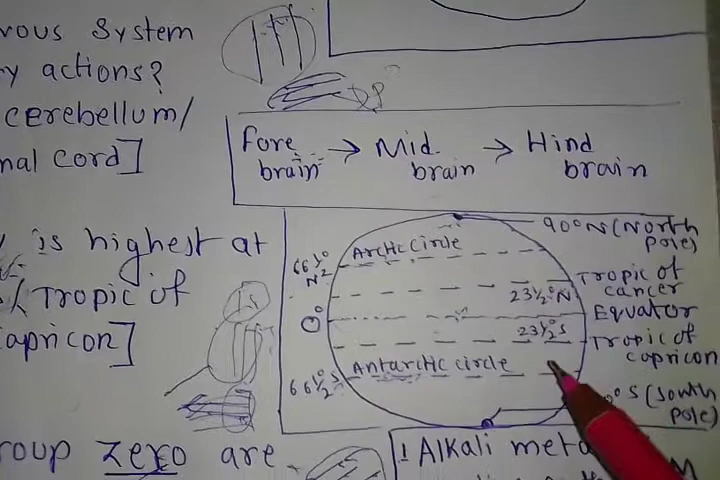 rous System
y actions?
cerebellum/
nal cord]
Fore brain → Mid brain → Hind brain
is highest at
(Tropic of
apricon]
90°N (North pole)
Arctic circle
66½° N
Tropic of cancer
23½°N
0°
Equator
23½°S
Tropic of capricon
Antarctic circle
66½°S
0°S (South pole)
roup zero are
! Alkali meta